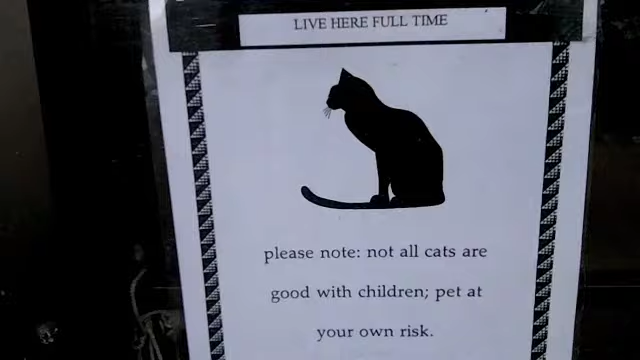 LIVE HERE FULL TIME
please note: not all cats are
good with children; pet at
your own risk.